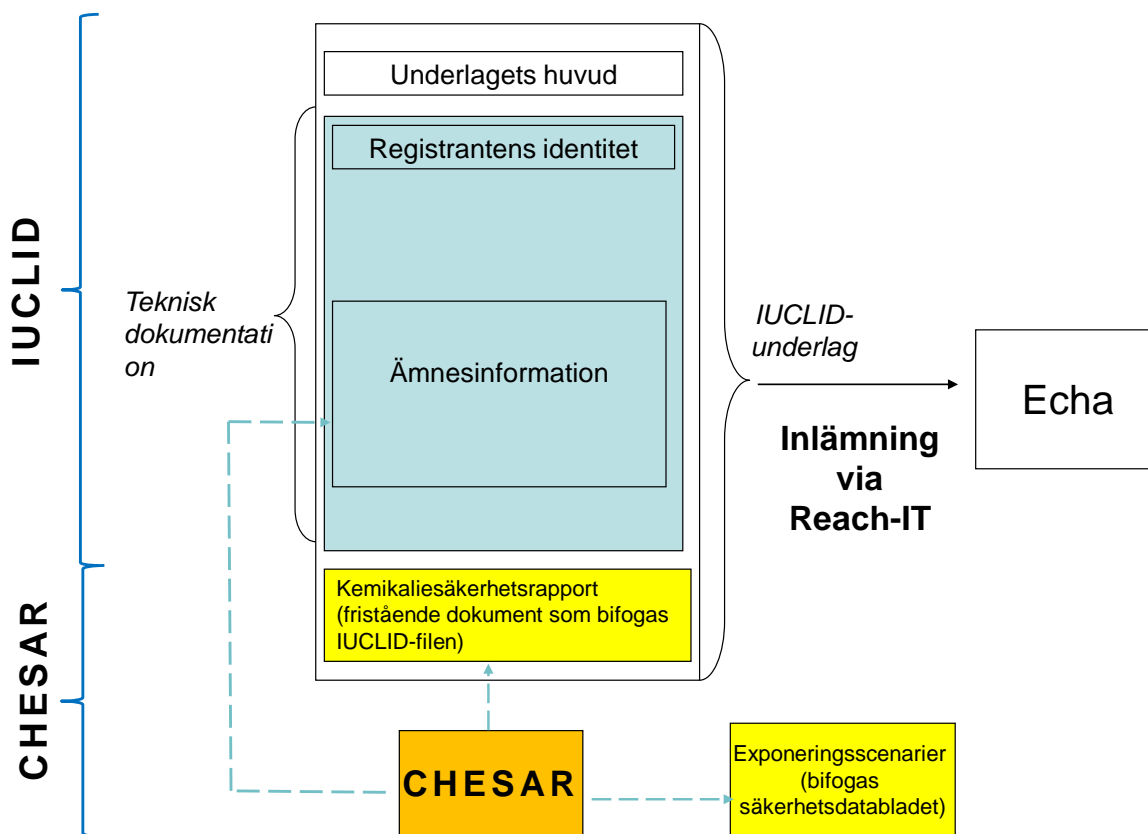 IUCLID
CHESAR
Underlagets huvud
Registrantens identitet
Teknisk
dokumentati
on
Ämnesinformation
IUCLID-
underlag
Inlämning
via
Reach-IT
Echa
Kemikaliesäkerhetsrapport
(fristående dokument som bifogas
IUCLID-filen)
CHESAR
Exponeringsscenarier
(bifogas
säkerhetsdatabladet)